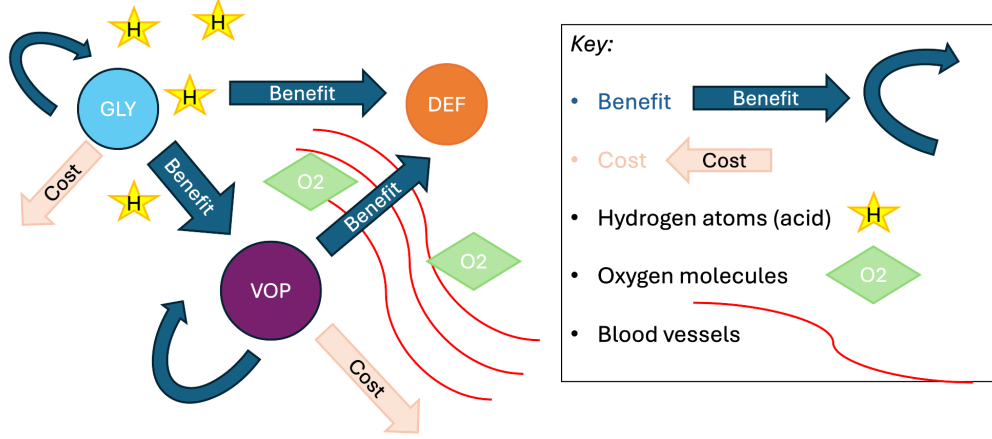 H
H
GLY
H
Benefit
DEF
Cost
Benefit
H
O2
Benefit
O2
VOP
Cost
Key:
• Benefit
Benefit
• Cost
Cost
• Hydrogen atoms (acid)
H
• Oxygen molecules
O2
• Blood vessels